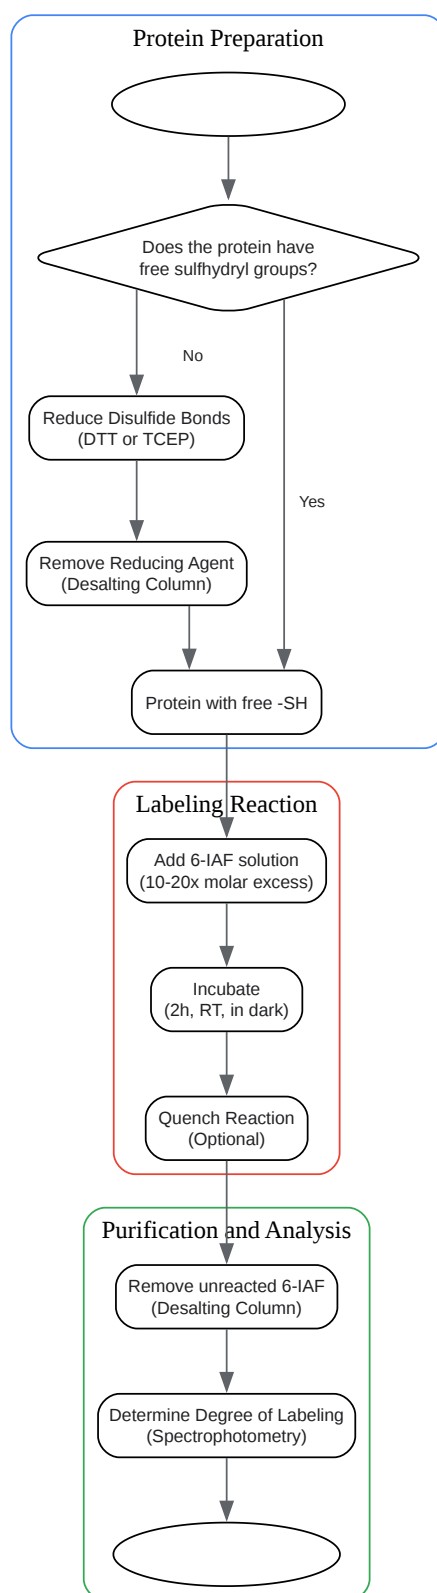 Protein Preparation
Does the protein have
free sulfhydryl groups?
No
Reduce Disulfide Bonds
(DTT or TCEP)
Yes
Remove Reducing Agent
(Desalting Column)
Protein with free -SH
Labeling Reaction
Add 6-IAF solution
(10-20x molar excess)
Incubate
(2h, RT, in dark)
Quench Reaction
(Optional)
Purification and Analysis
Remove unreacted 6-IAF
(Desalting Column)
Determine Degree of Labeling
(Spectrophotometry)